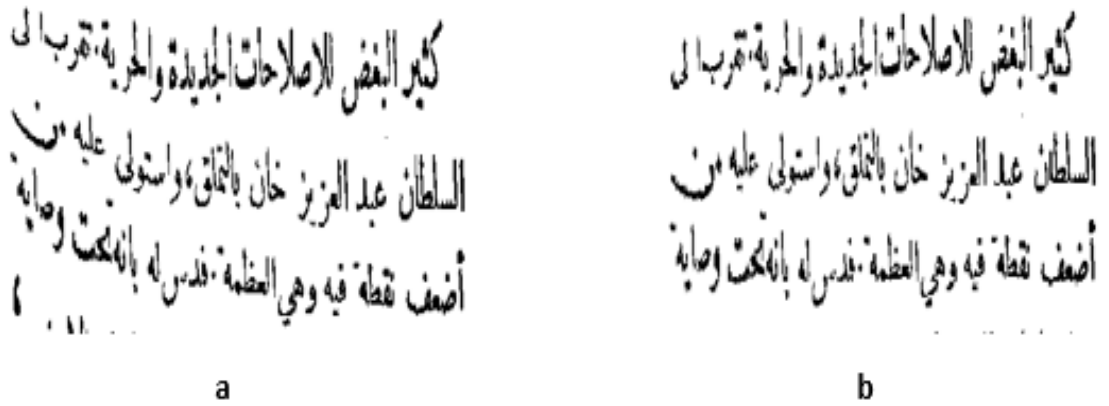 كثير البغض للاصلاحات الجديدة والحرية. تقرب الى
السلطان عبد العزيز خان بالتملق، واستولى عليه من
أضعف نقطة فيه وهي العظمة. فدس له بانه تحت وصاية
a
كثير البغض للاصلاحات الجديدة والحرية. تقرب الى
السلطان عبد العزيز خان بالتملق، واستولى عليه من
أضعف نقطة فيه وهي العظمة. فدس له بانه تحت وصاية
b